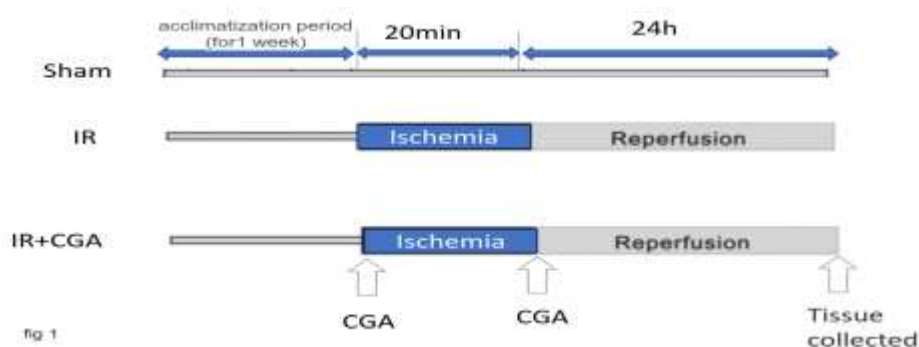 acclimatization period
(for1 week)
20min
24h
Sham
IR
Ischemia
Reperfusion
IR+CGA
Ischemia
Reperfusion
CGA
CGA
Tissue
collected
fig 1